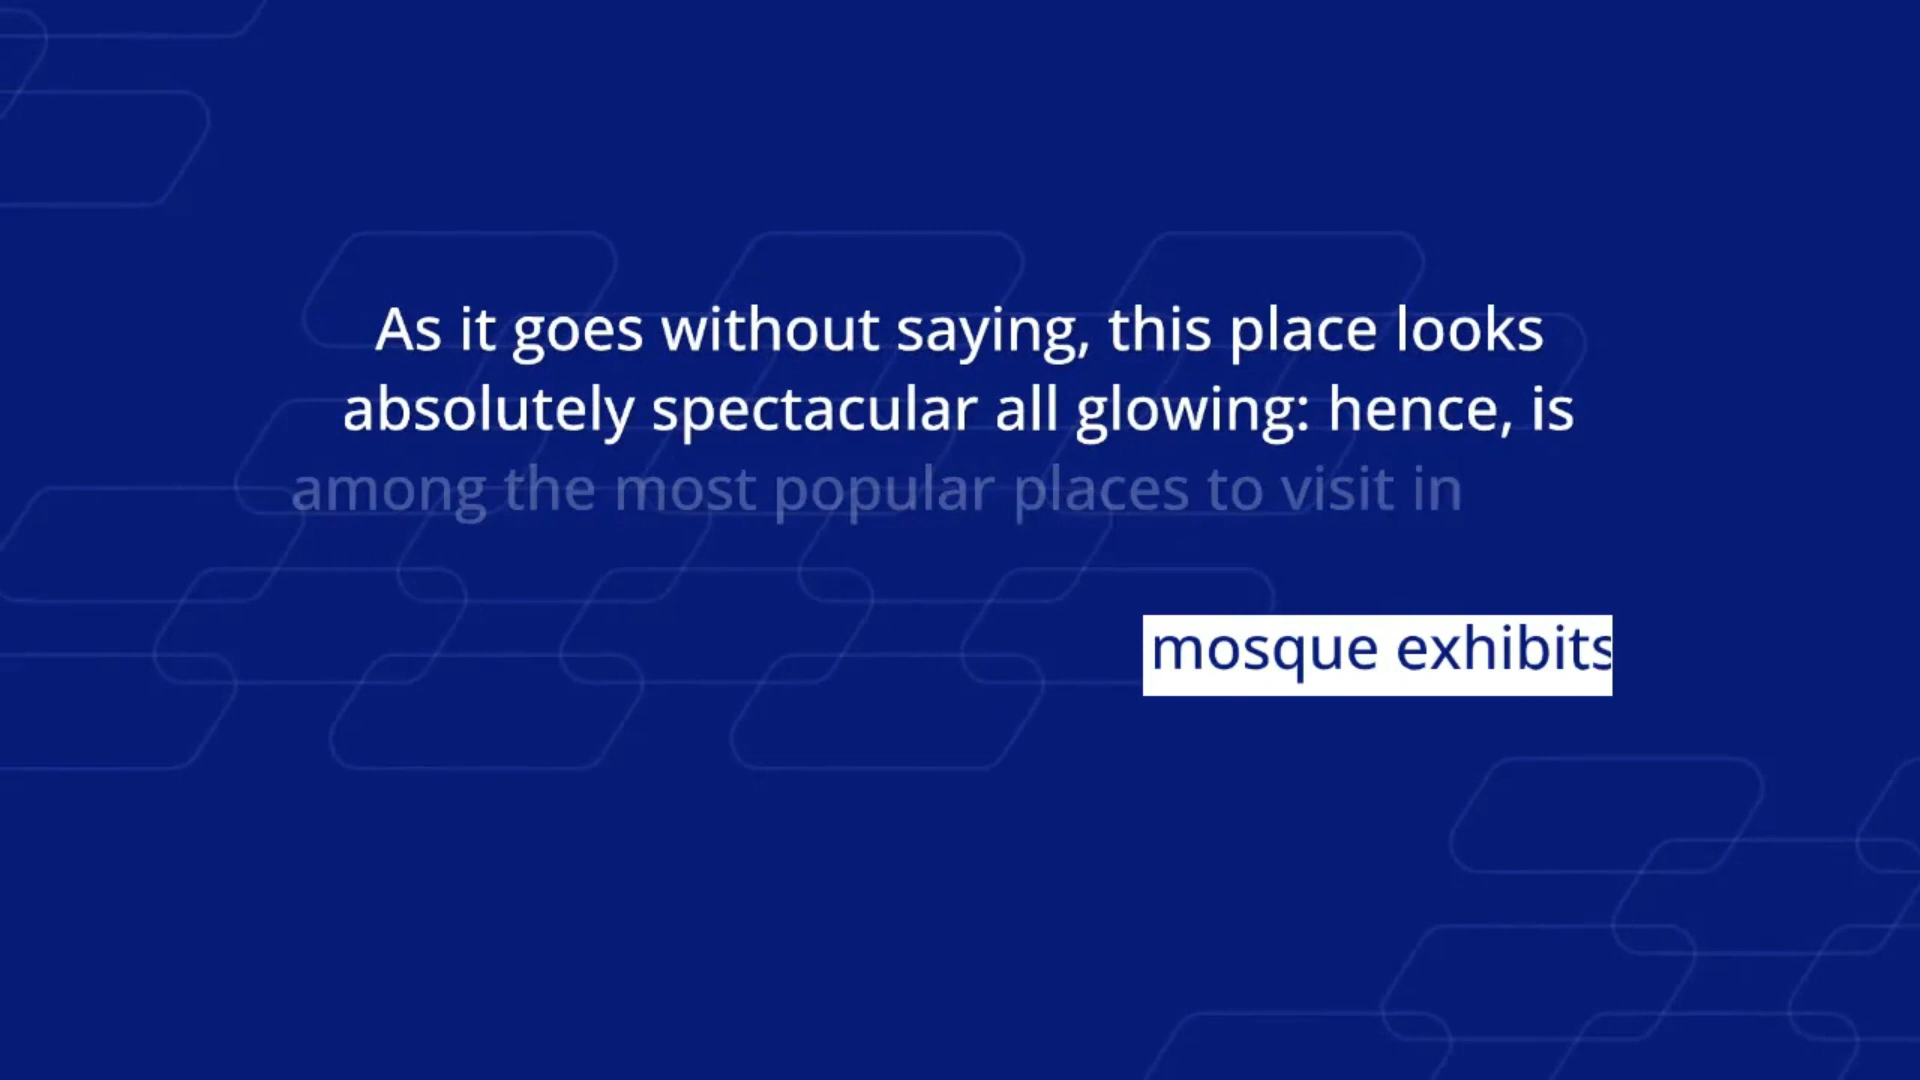 As it goes without saying, this place looks
absolutely spectacular all glowing: hence, is
among the most popular places to visit in
mosque exhibits